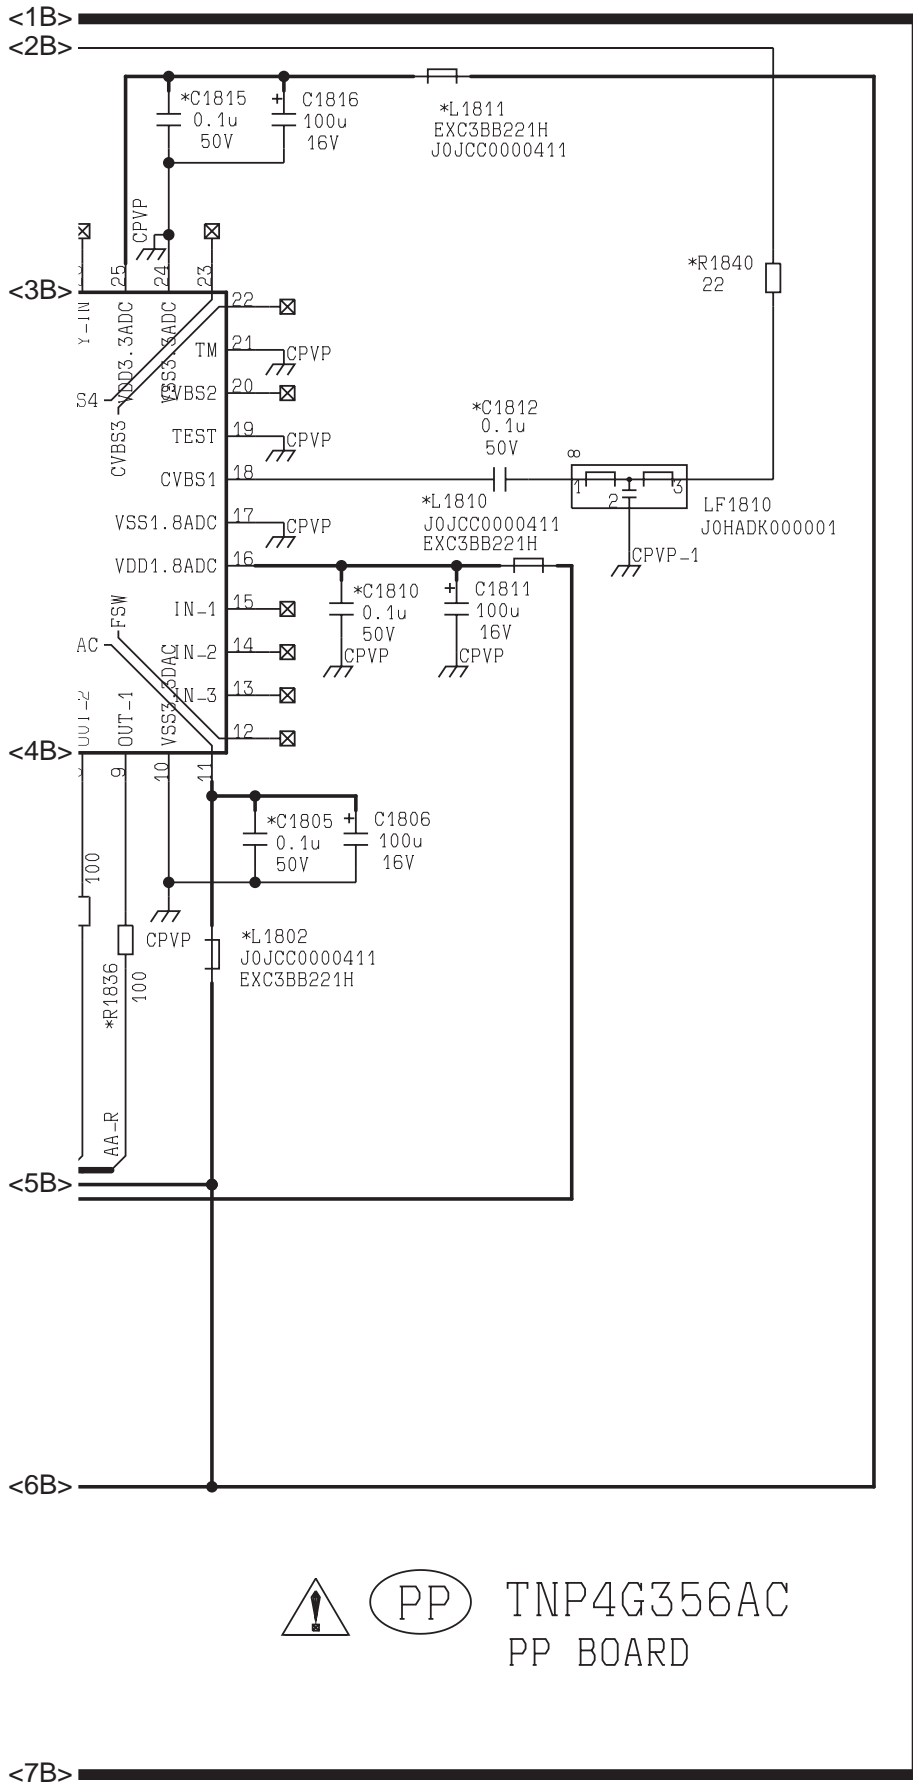 <1B>
<2B>
*C1815
0.1u
50V
+
C1816
100u
16V
*L1811
EXC3BB221H
J0JCC0000411
CPVP
*R1840
22
25
24
23
<3B>
22
Y-IN
VDD3.3ADC
VSS3.3ADC
TM
21
CPVP
S4
CVBS2
20
CVBS3
TEST
19
CPVP
*C1812
0.1u
50V
CVBS1
18
8
1
2
3
LF1810
J0HADK000001
*L1810
J0JCC0000411
EXC3BB221H
VSS1.8ADC
17
CPVP
CPVP-1
VDD1.8ADC
16
*C1810
0.1u
50V
CPVP
+
C1811
100u
16V
CPVP
IN-1
15
FSW
AC
IN-2
14
IN-3
13
VSS3.3DAC
OUT-2
OUT-1
12
<4B>
9
10
11
*C1805
0.1u
50V
+
C1806
100u
16V
100
CPVP
*L1802
J0JCC0000411
EXC3BB221H
*R1836
100
AA-R
<5B>
<6B>
PP
TNP4G356AC
PP BOARD
<7B>